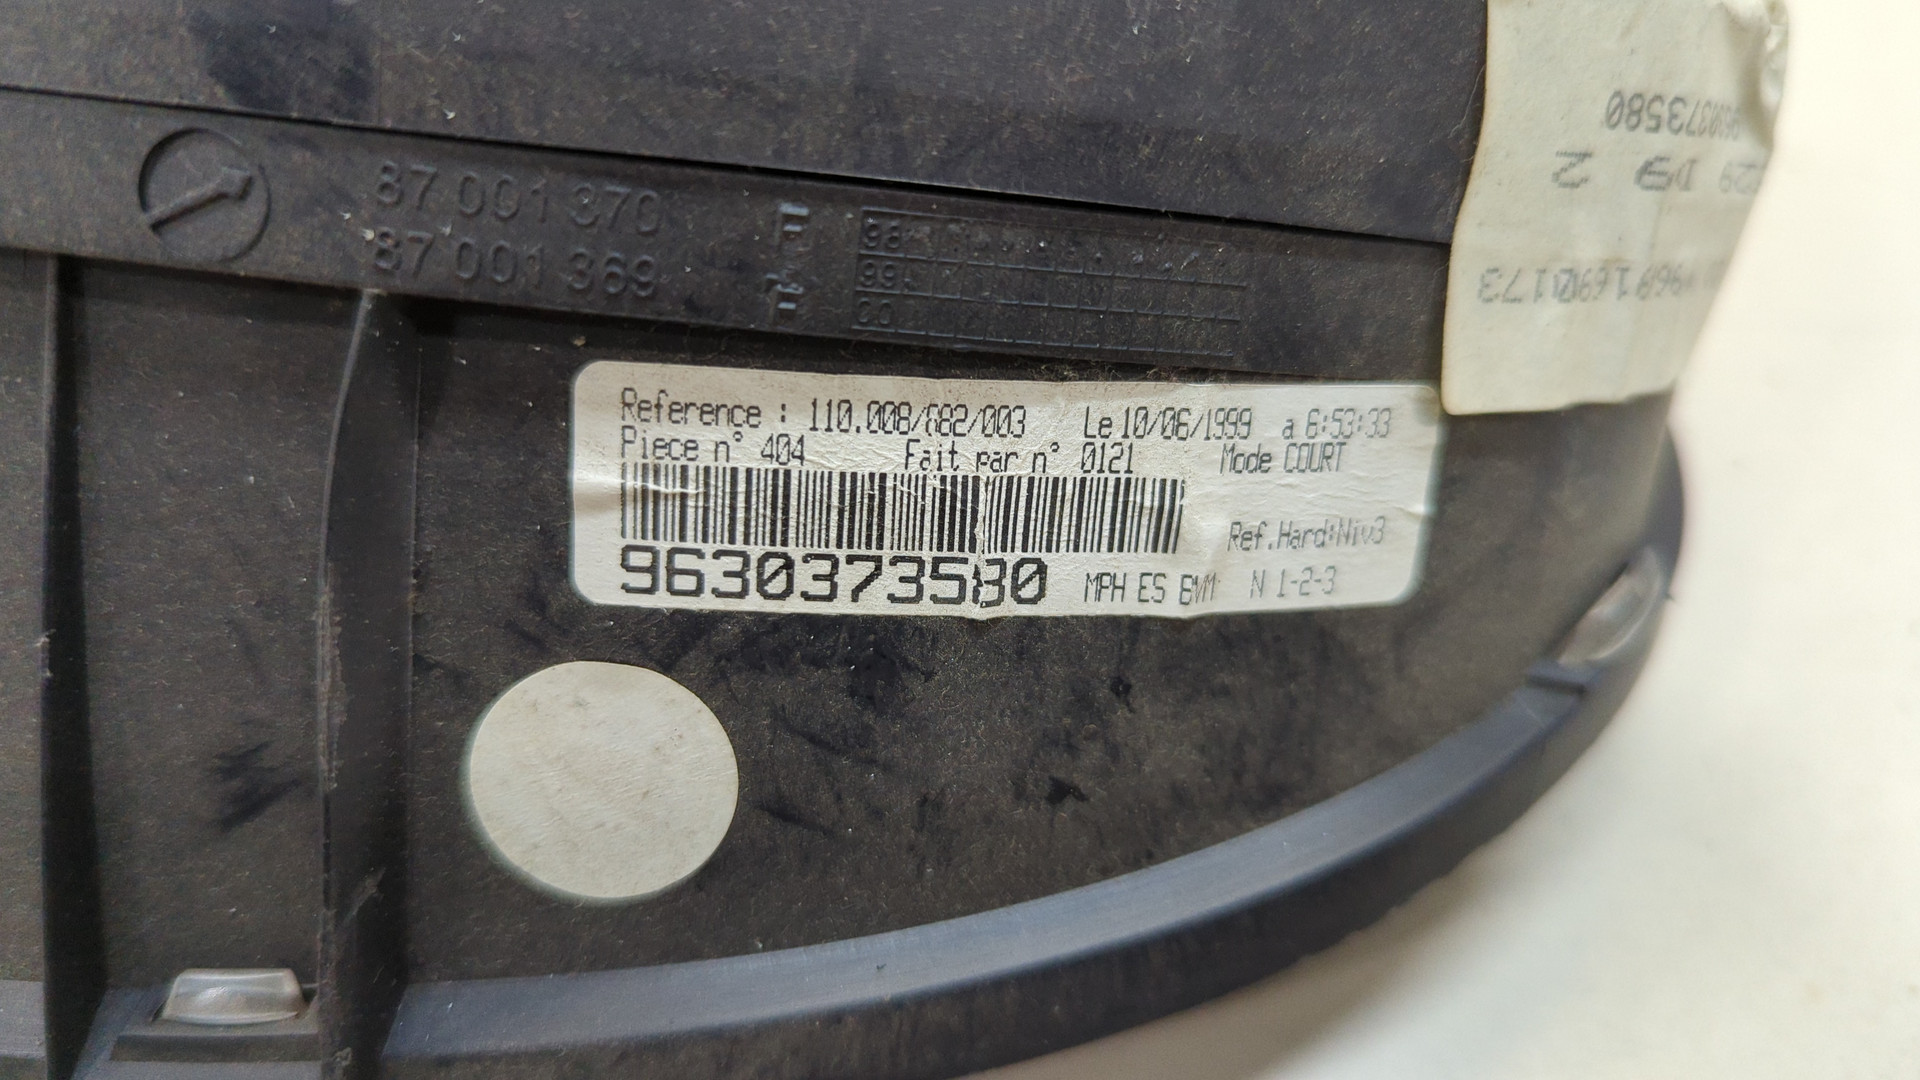 87 001 370 F 98
87 001 369 F 99
00
Reference : 110.008/682/003 Le 10/06/1999 a 6:53:33
Piece n° 404 Fait par n° 0121 Mode COURT
Ref.Hard:Niv3
9630373580 MPH ES BVM N 1-2-3
9630373580
2